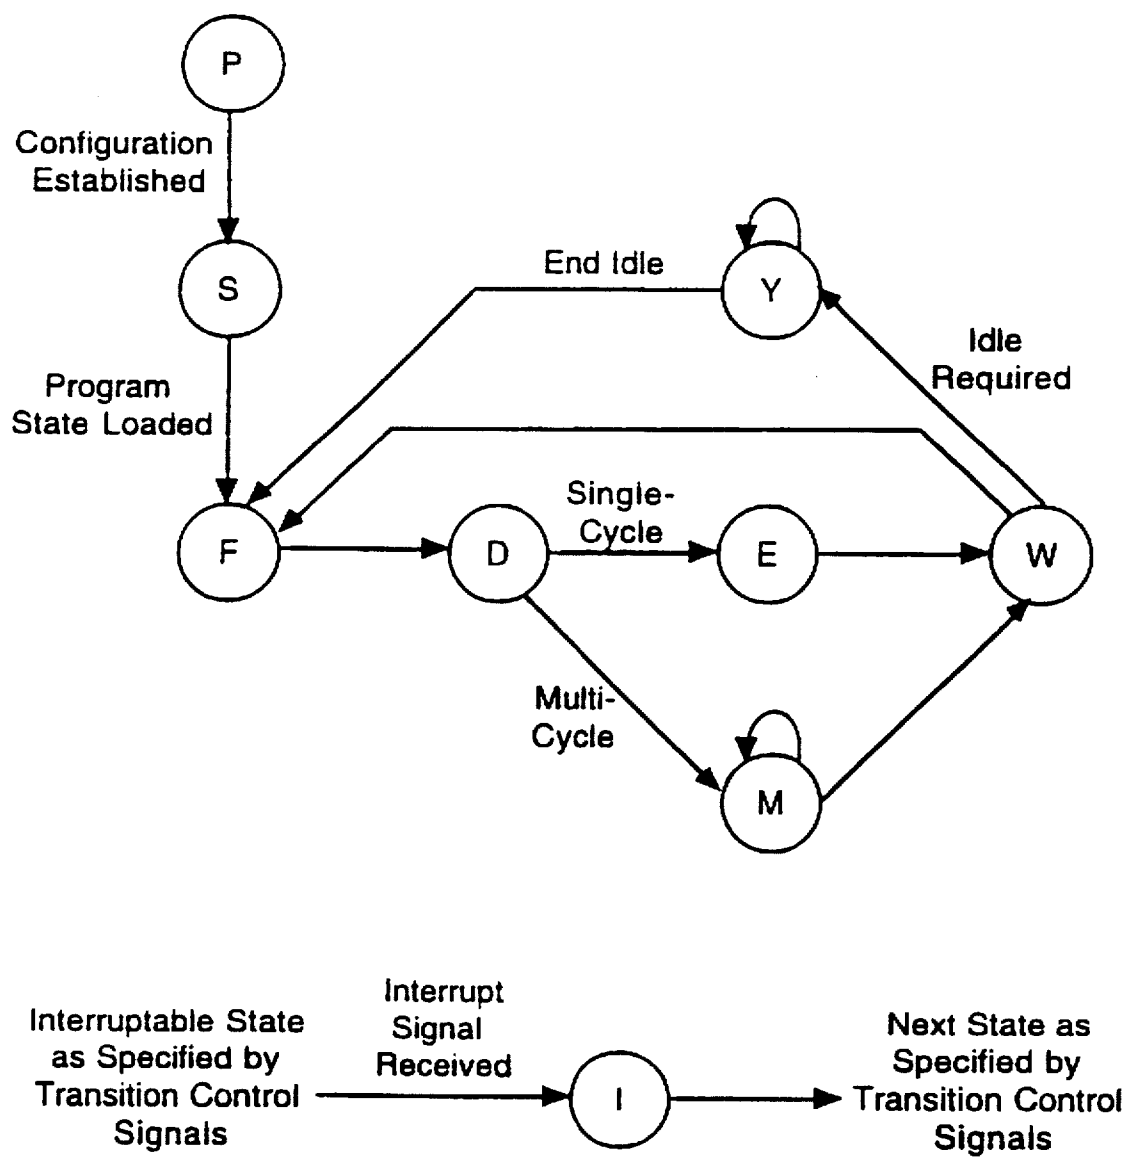 P
Configuration
Established
S
End Idle
Y
Idle
Required
Program
State Loaded
F
D
Single-
Cycle
E
W
Multi-
Cycle
M
Interruptable State
as Specified by
Transition Control
Signals
Interrupt
Signal
Received
I
Next State as
Specified by
Transition Control
Signals